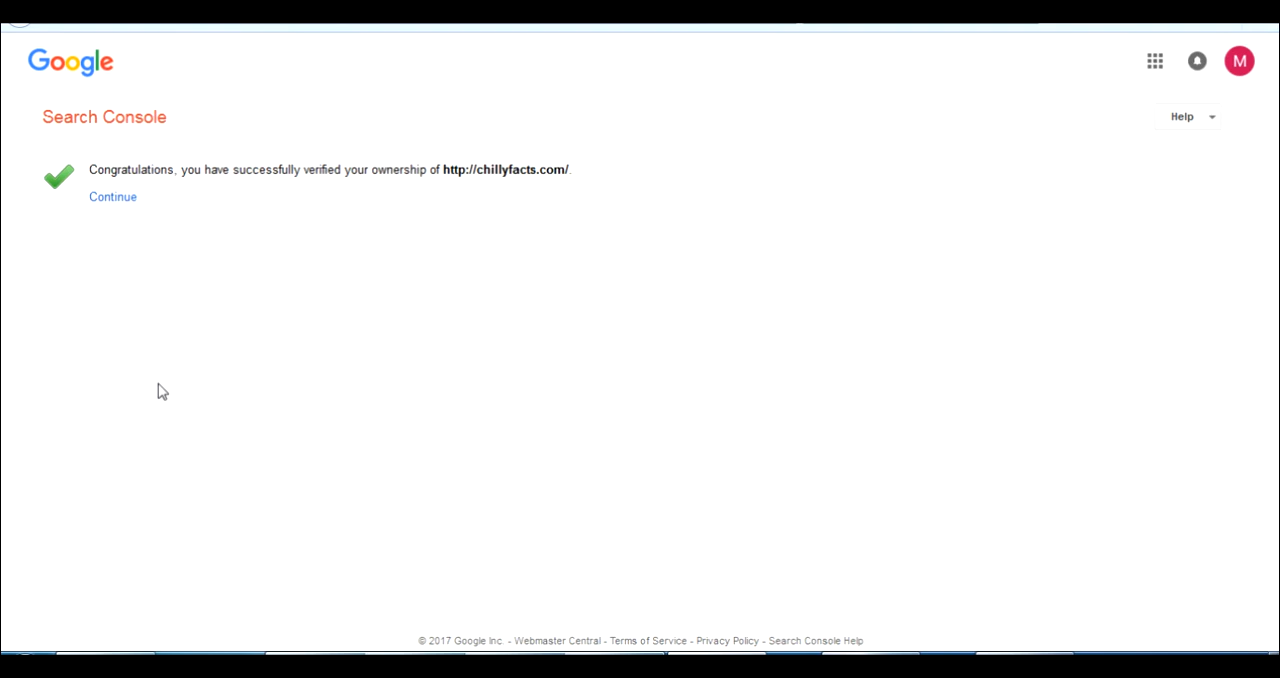 Google
M
Search Console
Help
Congratulations, you have successfully verified your ownership of http://chillyfacts.com/.
Continue
© 2017 Google Inc. - Webmaster Central - Terms of Service - Privacy Policy - Search Console Help